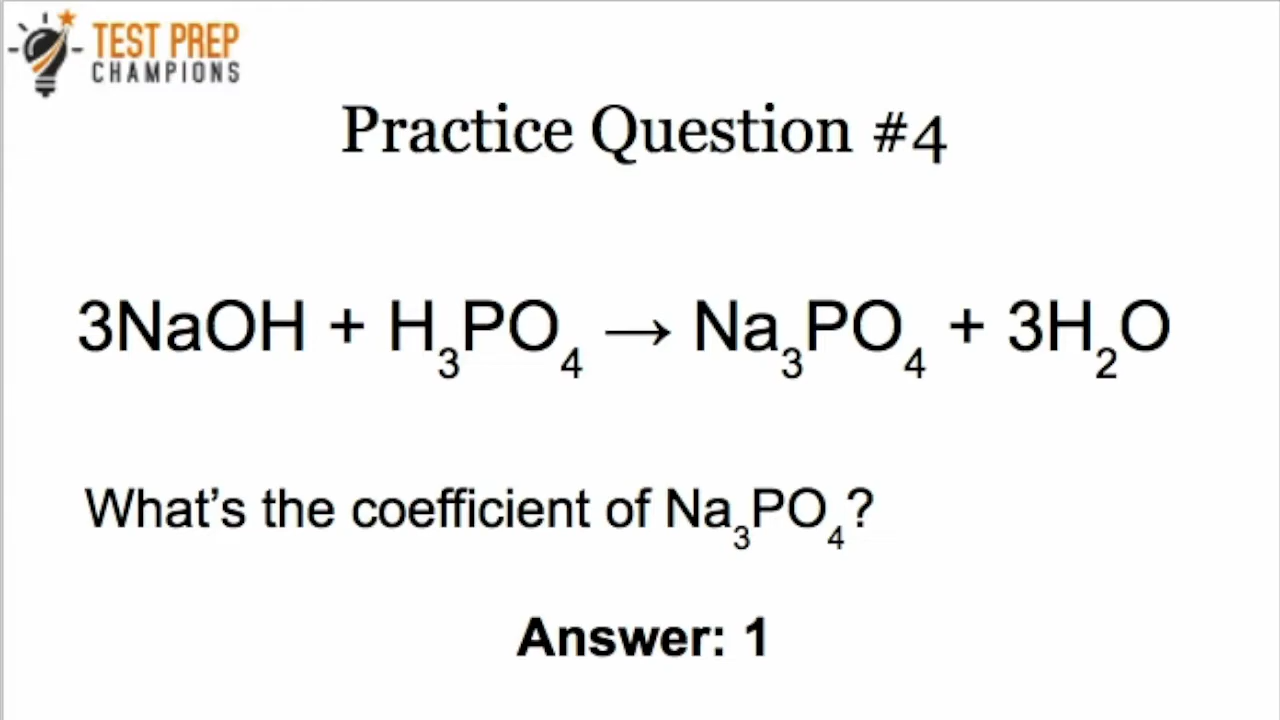 TEST PREP
CHAMPIONS
Practice Question #4
3NaOH + H₃PO₄ → Na₃PO₄ + 3H₂O
What's the coefficient of Na₃PO₄?
Answer: 1